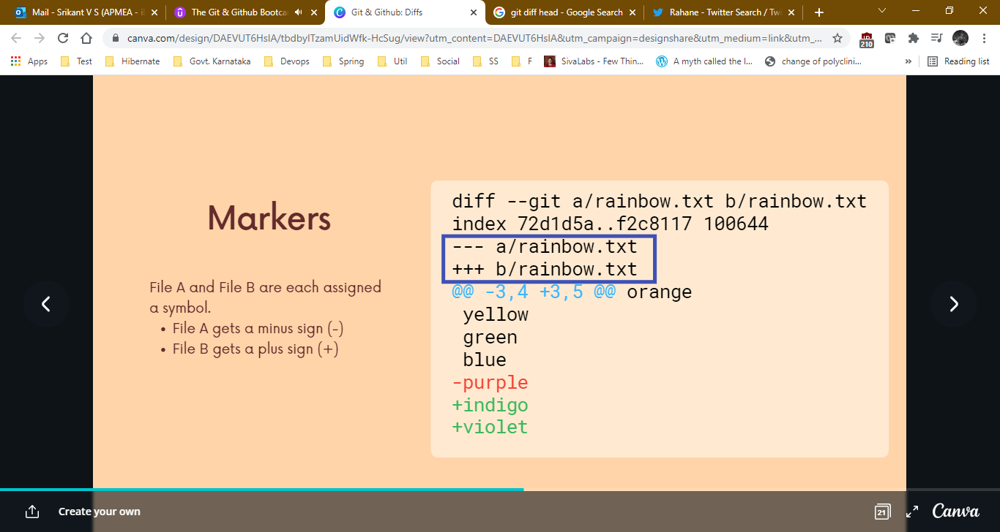 Mail - Srikant V S (APMEA - i
The Git & Github Bootca
Git & Github: Diffs
git diff head - Google Search
Rahane - Twitter Search / Tw
canva.com/design/DAEVUT6HsIA/tbdbyITzamUidWfk-HcSug/view?utm_content=DAEVUT6HsIA&utm_campaign=designshare&utm_medium=link&utm_...
210
Apps
Test
Hibernate
Govt. Karnataka
Devops
Spring
Util
Social
SS
F
SivaLabs - Few Thin...
A myth called the I...
change of polyclini...
»
Reading list
Markers
File A and File B are each assigned
a symbol.
• File A gets a minus sign (-)
• File B gets a plus sign (+)
diff --git a/rainbow.txt b/rainbow.txt
index 72d1d5a..f2c8117 100644
--- a/rainbow.txt
+++ b/rainbow.txt
@@ -3,4 +3,5 @@ orange
yellow
green
blue
-purple
+indigo
+violet
Create your own
21
Canva